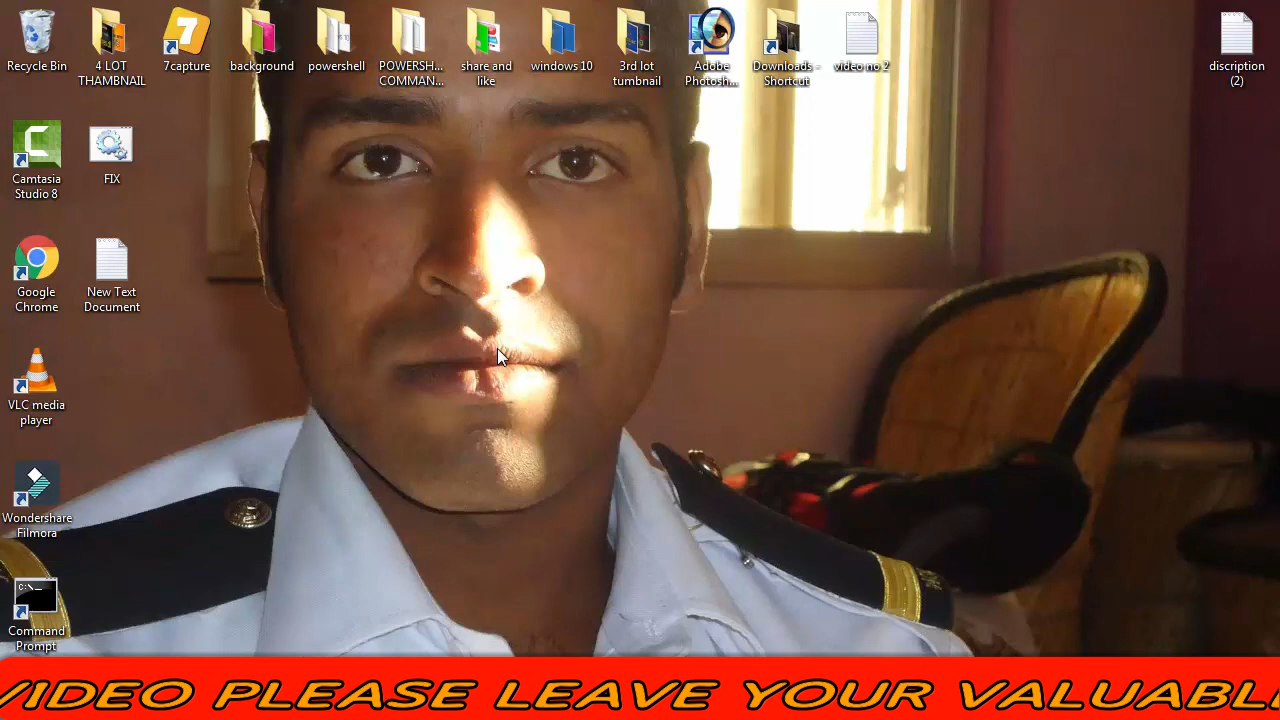 Recycle Bin
4 LOT
THAMBNAIL
7capture
background
powershell
POWERSH...
COMMAN...
share and
like
windows 10
3rd lot
tumbnail
Adobe
Photosh...
Downloads -
Shortcut
video no 2
discription
(2)
Camtasia
Studio 8
FIX
Google
Chrome
New Text
Document
VLC media
player
Wondershare
Filmora
C:\_
Command
Prompt
VIDEO PLEASE LEAVE YOUR VALUABL